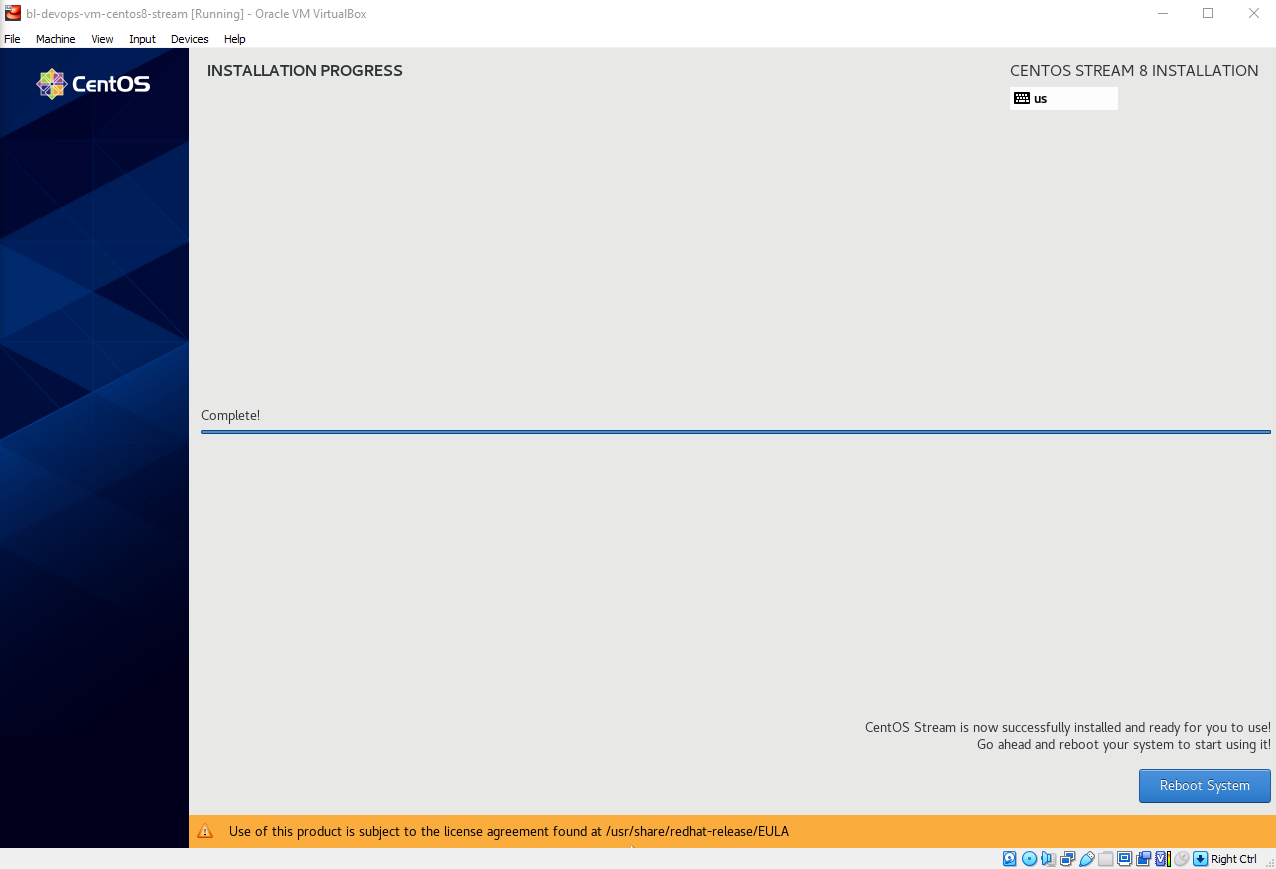 bl-devops-vm-centos8-stream [Running] - Oracle VM VirtualBox
File Machine View Input Devices Help
CentOS
INSTALLATION PROGRESS
CENTOS STREAM 8 INSTALLATION
us
Complete!
CentOS Stream is now successfully installed and ready for you to use!
Go ahead and reboot your system to start using it!
Reboot System
Use of this product is subject to the license agreement found at /usr/share/redhat-release/EULA
Right Ctrl